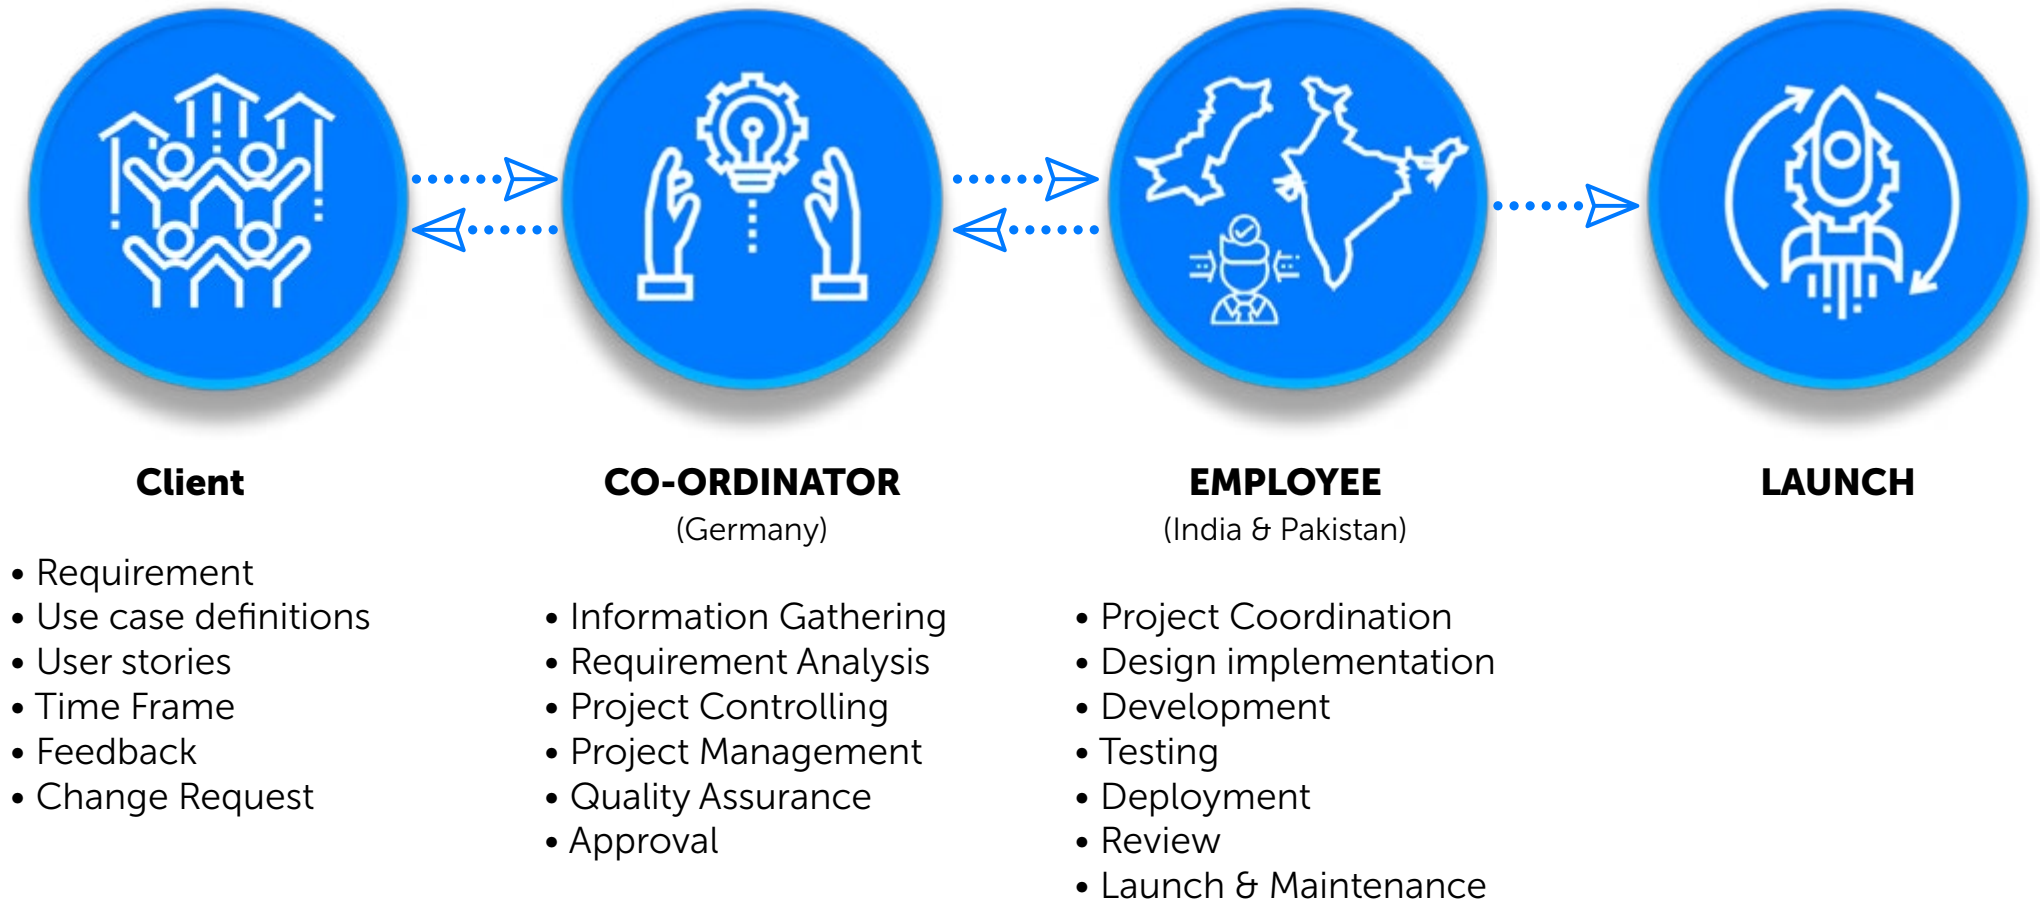 Client
• Requirement
• Use case definitions
• User stories
• Time Frame
• Feedback
• Change Request
CO-ORDINATOR
(Germany)
• Information Gathering
• Requirement Analysis
• Project Controlling
• Project Management
• Quality Assurance
• Approval
EMPLOYEE
(India & Pakistan)
• Project Coordination
• Design implementation
• Development
• Testing
• Deployment
• Review
• Launch & Maintenance
LAUNCH